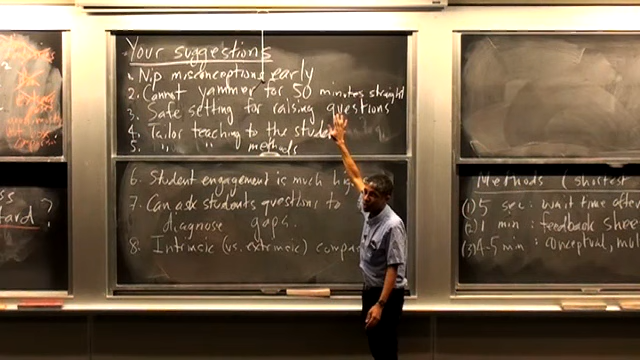 Your suggestions
1. Nip misconceptions early
2. Cannot yammer for 50 minutes straight
3. Safe setting for raising questions
4. Tailor teaching to the stude
5. " " methods
6. Student engagement is much hig
7. Can ask students questions to
diagnose gaps.
8. Intrinsic (vs. extrinsic) compa
?
Methods (shortest
(1) 5 sec: wait time after
(2) 1 min: feedback shee
(3) 4-5 min: conceptual, mul